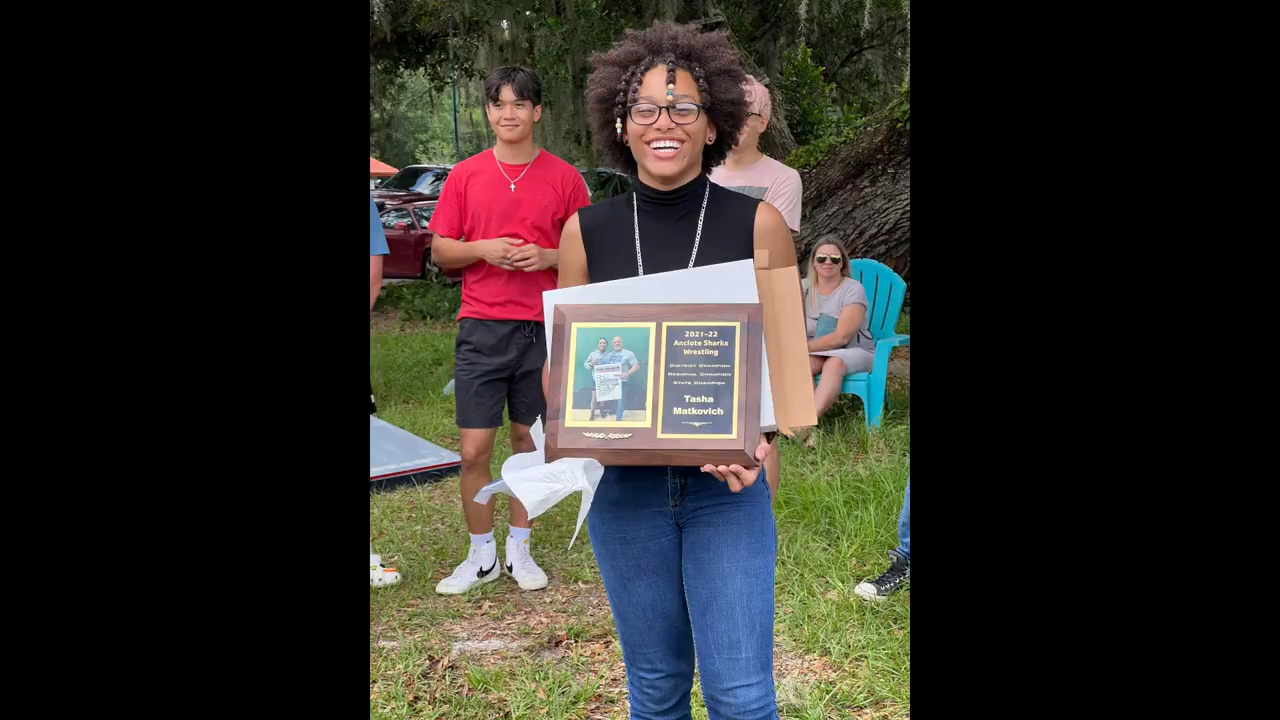 2021-22
Anclote Sharks
Wrestling
DISTRICT CHAMPION
REGIONAL CHAMPION
STATE CHAMPION
Tasha
Matkovich